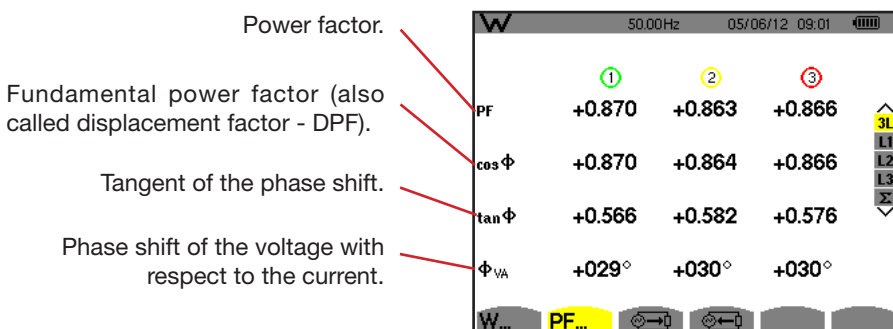 Power factor.
Fundamental power factor (also
called displacement factor - DPF).
Tangent of the phase shift.
Phase shift of the voltage with
respect to the current.
W 50.00Hz 05/06/12 09:01
1 2 3
PF +0.870 +0.863 +0.866
cos Φ +0.870 +0.864 +0.866
tan Φ +0.566 +0.582 +0.576
ΦVA +029° +030° +030°
3L
L1
L2
L3
Σ
W... PF...